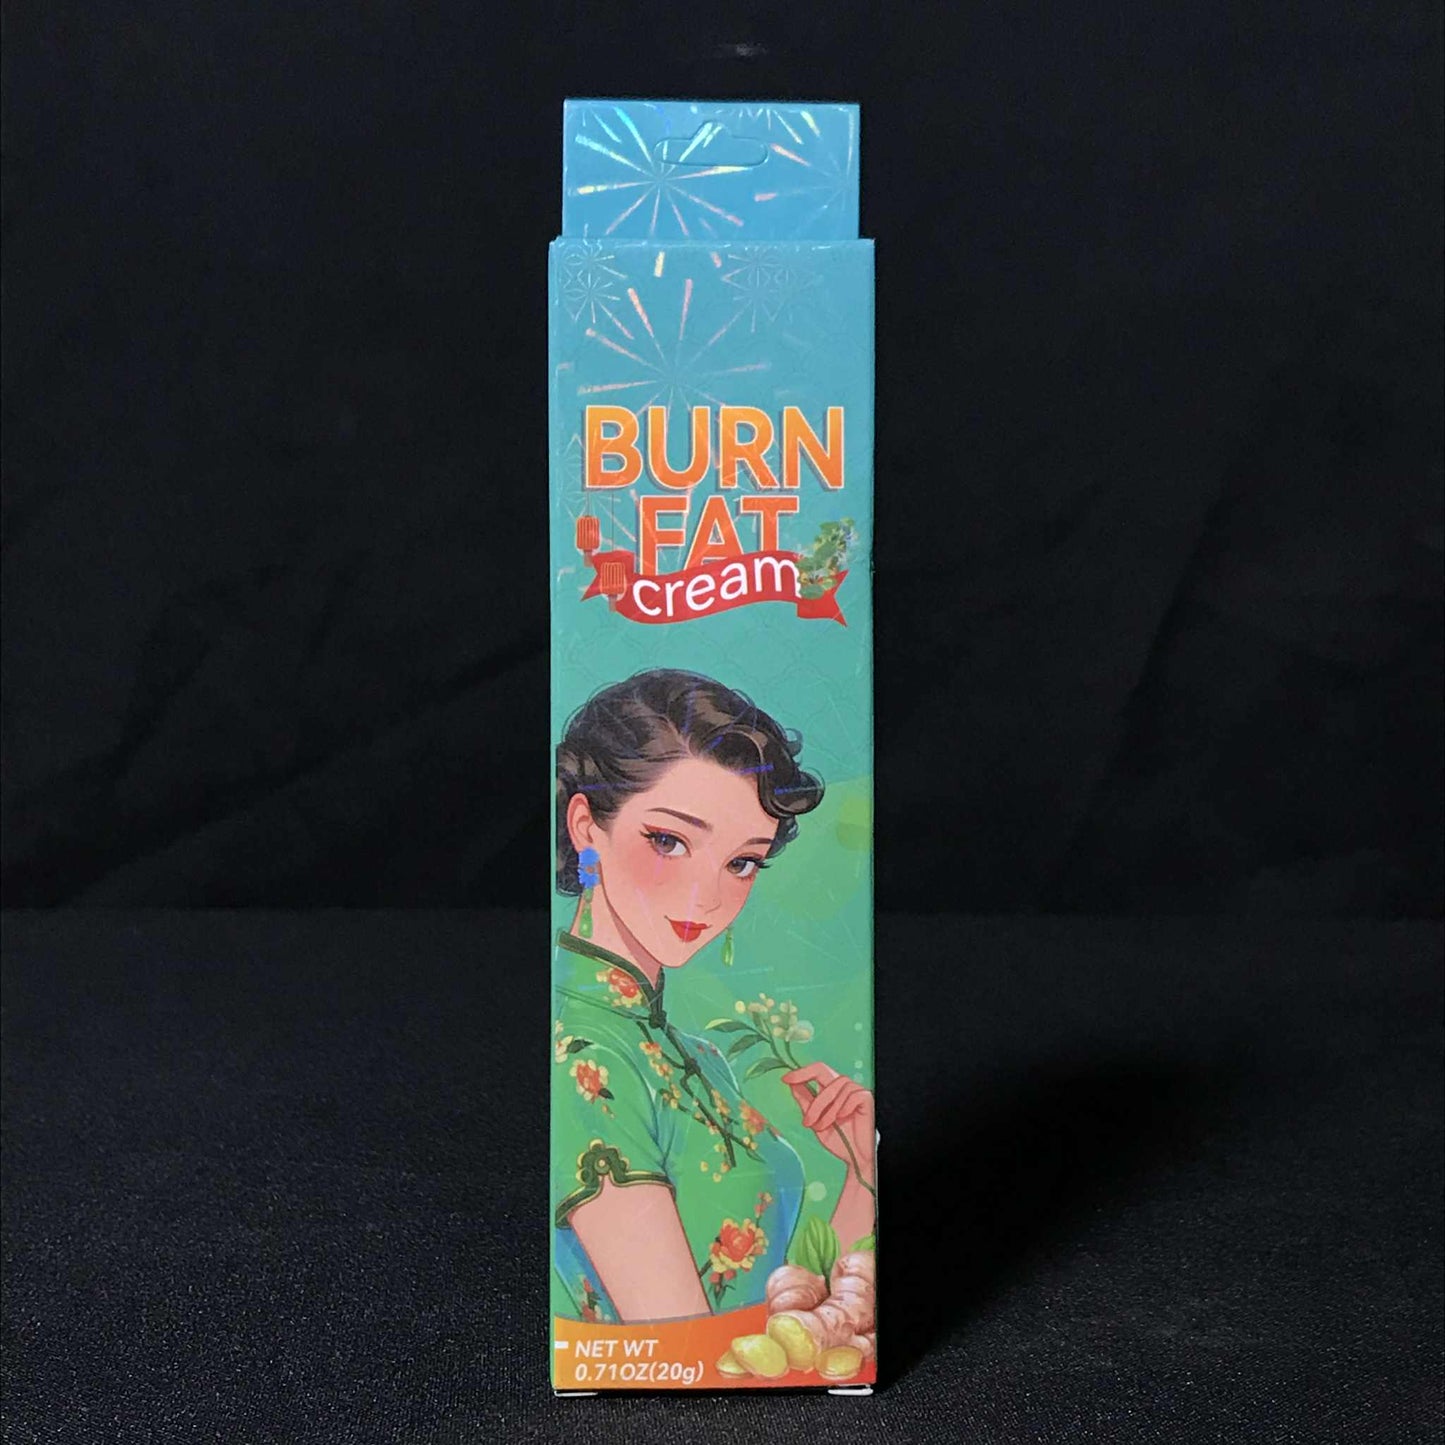 BURN
FAT
cream
NET WT
0.71OZ(20g)